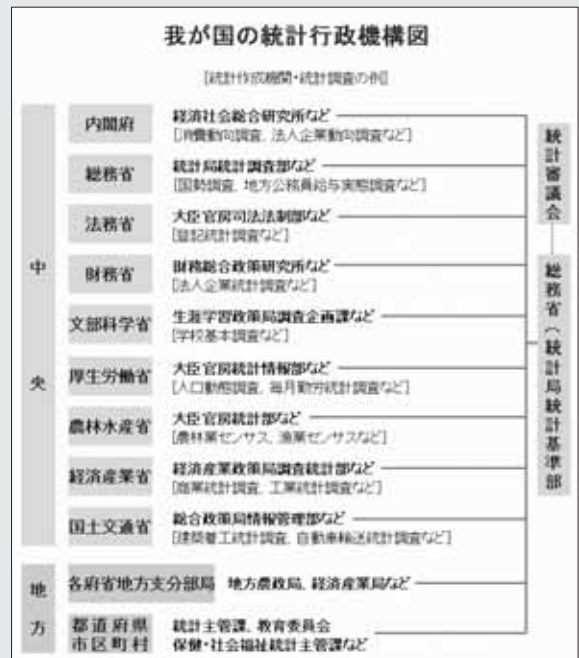 我が国の統計行政機構図
[統計作成機関・統計調査の例]
中央
内閣府
経済社会総合研究所など
[消費動向調査, 法人企業動向調査など]
総務省
統計局統計調査部など
[国勢調査, 地方公務員給与実態調査など]
法務省
大臣官房司法法制部など
[登記統計調査など]
財務省
財務総合政策研究所など
[法人企業統計調査など]
文部科学省
生涯学習政策局調査企画課など
[学校基本調査など]
厚生労働省
大臣官房統計情報部など
[人口動態調査, 毎月勤労統計調査など]
農林水産省
大臣官房統計部など
[農林業センサス, 漁業センサスなど]
経済産業省
経済産業政策局調査統計部など
[商業統計調査, 工業統計調査など]
国土交通省
総合政策局情報管理部など
[建築着工統計調査, 自動車輸送統計調査など]
地方
各府省地方支分部局
地方農政局、経済産業局など
都道府県
市区町村
統計主管課、教育委員会
保健・社会福祉統計主管課など
統計審議会
総務省(統計局統計基準部